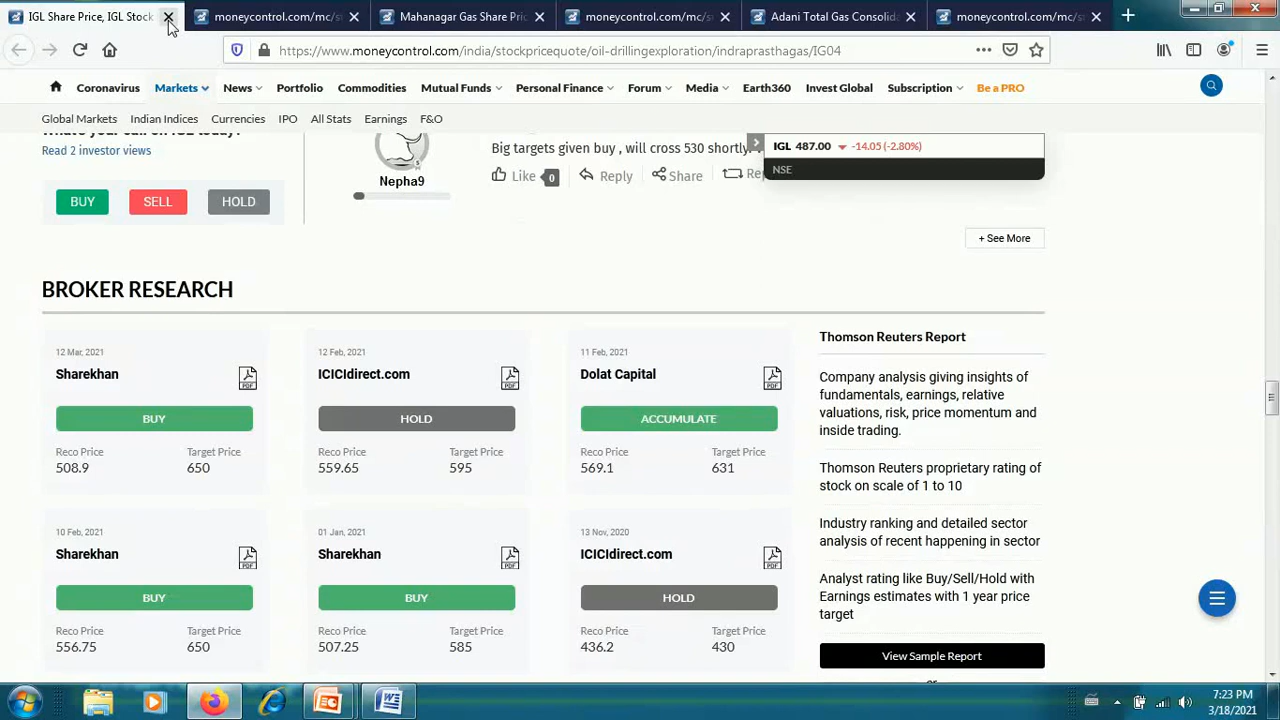 IGL Share Price, IGL Stock
moneycontrol.com/mc/s
Mahanagar Gas Share Pric
moneycontrol.com/mc/s
Adani Total Gas Consolida
moneycontrol.com/mc/s
https://www.moneycontrol.com/india/stockpricequote/oil-drillingexploration/indraprasthagas/IG04
Coronavirus Markets News Portfolio Commodities Mutual Funds Personal Finance Forum Media Earth360 Invest Global Subscription Be a PRO
Global Markets Indian Indices Currencies IPO All Stats Earnings F&O
Read 2 investor views
BUY SELL HOLD
Nepha9
Big targets given buy , will cross 530 shortly.
Like 0 Reply Share Rep
IGL 487.00 -14.05 (-2.80%)
NSE
+ See More
BROKER RESEARCH
12 Mar, 2021
Sharekhan
PDF
BUY
Reco Price Target Price
508.9 650
12 Feb, 2021
ICICIdirect.com
PDF
HOLD
Reco Price Target Price
559.65 595
11 Feb, 2021
Dolat Capital
PDF
ACCUMULATE
Reco Price Target Price
569.1 631
10 Feb, 2021
Sharekhan
PDF
BUY
Reco Price Target Price
556.75 650
01 Jan, 2021
Sharekhan
PDF
BUY
Reco Price Target Price
507.25 585
13 Nov, 2020
ICICIdirect.com
PDF
HOLD
Reco Price Target Price
436.2 430
Thomson Reuters Report
Company analysis giving insights of
fundamentals, earnings, relative
valuations, risk, price momentum and
inside trading.
Thomson Reuters proprietary rating of
stock on scale of 1 to 10
Industry ranking and detailed sector
analysis of recent happening in sector
Analyst rating like Buy/Sell/Hold with
Earnings estimates with 1 year price
target
View Sample Report
7:23 PM
3/18/2021